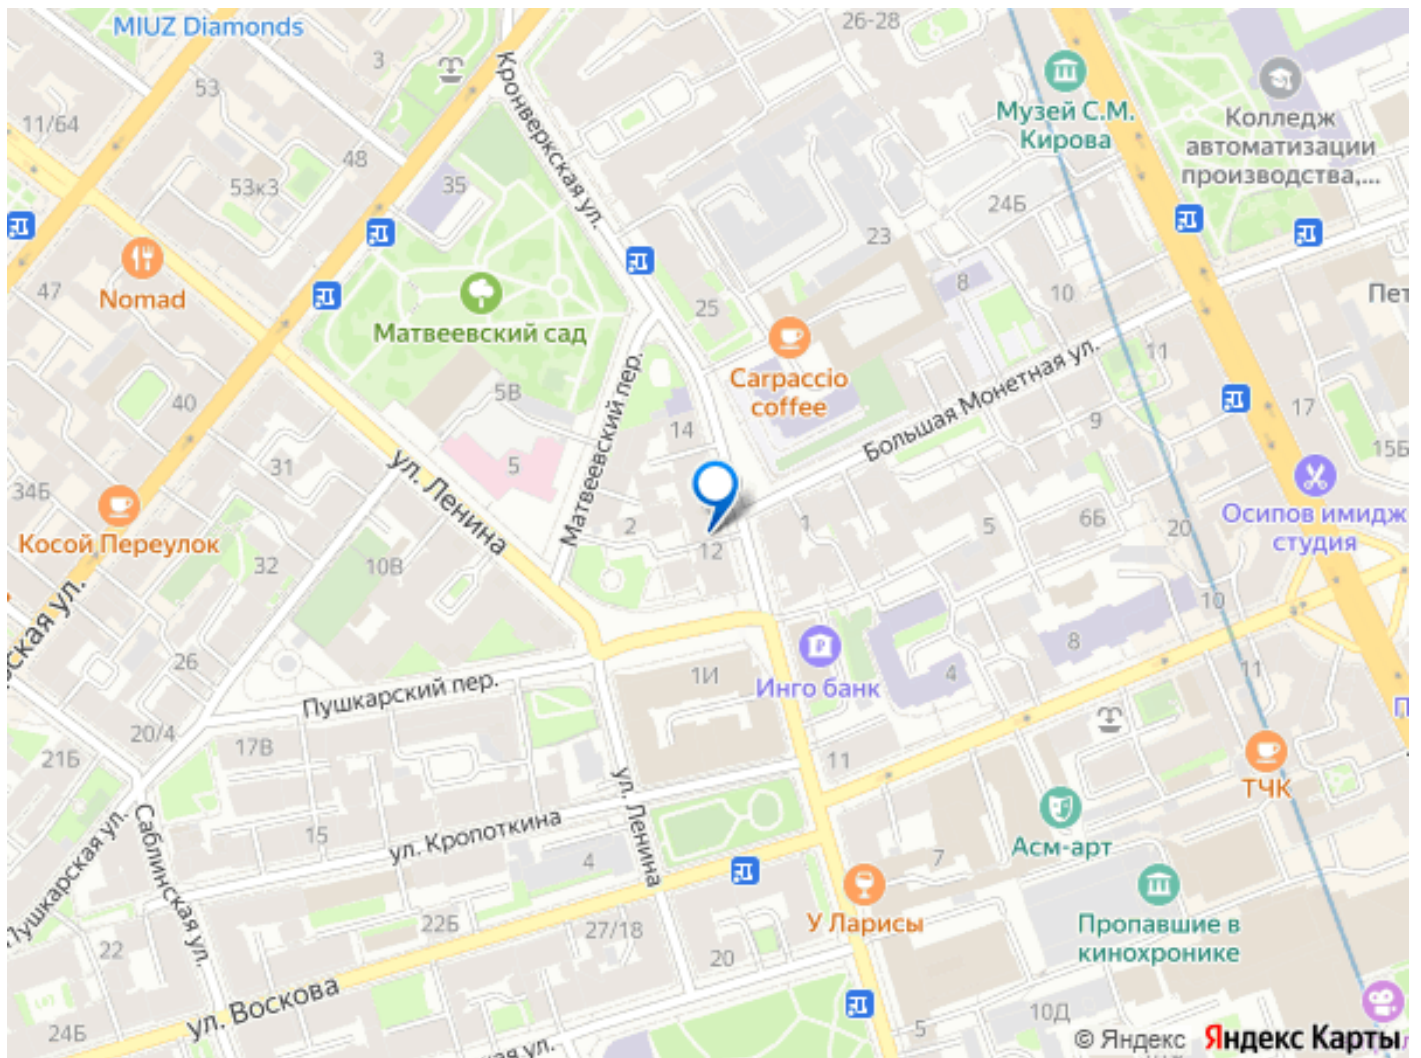 MIUZ Diamonds
26-28
3
53
11/64
48
53к3
35
Кронверкская ул.
Музей С.М.
Кирова
Колледж
автоматизации
производства,...
24Б
23
8
10
47
Nomad
Матвеевский сад
25
Пет
Carpaccio
coffee
Большая Монетная ул.
11
17
40
5В
Матвеевский пер.
14
9
15Б
31
5
ул. Ленина
34Б
Косой Переулок
2
12
1
5
6Б
20
Осипов имидж
студия
32
10В
10
ская ул.
26
1И
Инго банк
4
8
11
Пушкарский пер.
П
20/4
17В
21Б
11
ТЧК
Пушкарская ул.
Саблинская ул.
15
ул. Кропоткина
ул. Ленина
4
7
Асм-арт
22
22Б
27/18
20
У Ларисы
Пропавшие в
кинохронике
24Б
ул. Воскова
ая ул.
5
10Д
© Яндекс Яндекс Карты